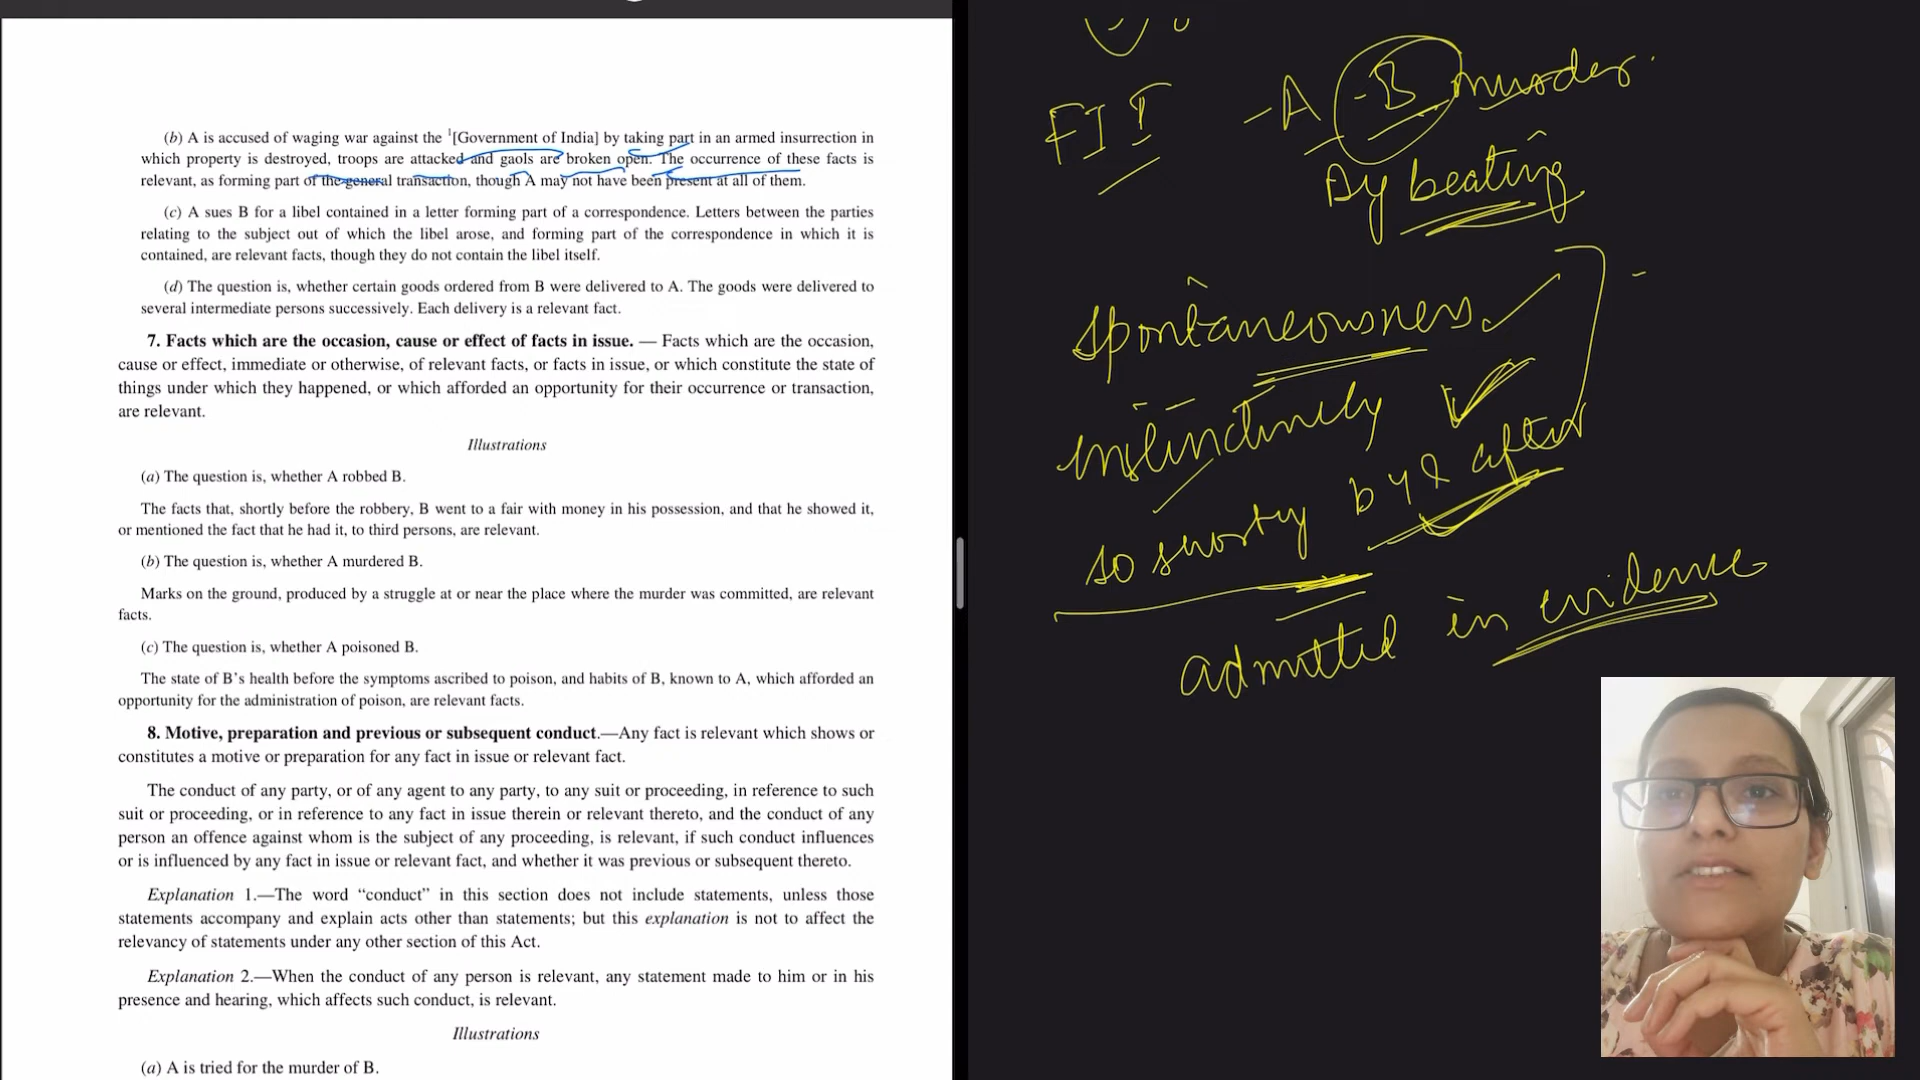 (b) A is accused of waging war against the ¹[Government of India] by taking part in an armed insurrection in
which property is destroyed, troops are attacked and gaols are broken open. The occurrence of these facts is
relevant, as forming part of the general transaction, though A may not have been present at all of them.
(c) A sues B for a libel contained in a letter forming part of a correspondence. Letters between the parties
relating to the subject out of which the libel arose, and forming part of the correspondence in which it is
contained, are relevant facts, though they do not contain the libel itself.
(d) The question is, whether certain goods ordered from B were delivered to A. The goods were delivered to
several intermediate persons successively. Each delivery is a relevant fact.
7. Facts which are the occasion, cause or effect of facts in issue. — Facts which are the occasion,
cause or effect, immediate or otherwise, of relevant facts, or facts in issue, or which constitute the state of
things under which they happened, or which afforded an opportunity for their occurrence or transaction,
are relevant.
Illustrations
(a) The question is, whether A robbed B.
The facts that, shortly before the robbery, B went to a fair with money in his possession, and that he showed it,
or mentioned the fact that he had it, to third persons, are relevant.
(b) The question is, whether A murdered B.
Marks on the ground, produced by a struggle at or near the place where the murder was committed, are relevant
facts.
(c) The question is, whether A poisoned B.
The state of B’s health before the symptoms ascribed to poison, and habits of B, known to A, which afforded an
opportunity for the administration of poison, are relevant facts.
8. Motive, preparation and previous or subsequent conduct.—Any fact is relevant which shows or
constitutes a motive or preparation for any fact in issue or relevant fact.
The conduct of any party, or of any agent to any party, to any suit or proceeding, in reference to such
suit or proceeding, or in reference to any fact in issue therein or relevant thereto, and the conduct of any
person an offence against whom is the subject of any proceeding, is relevant, if such conduct influences
or is influenced by any fact in issue or relevant fact, and whether it was previous or subsequent thereto.
Explanation 1.—The word “conduct” in this section does not include statements, unless those
statements accompany and explain acts other than statements; but this explanation is not to affect the
relevancy of statements under any other section of this Act.
Explanation 2.—When the conduct of any person is relevant, any statement made to him or in his
presence and hearing, which affects such conduct, is relevant.
Illustrations
(a) A is tried for the murder of B.
FII - A - B murder.
By beating
Spontaneousness
instinctively
so shortly by & after
admitted in evidence